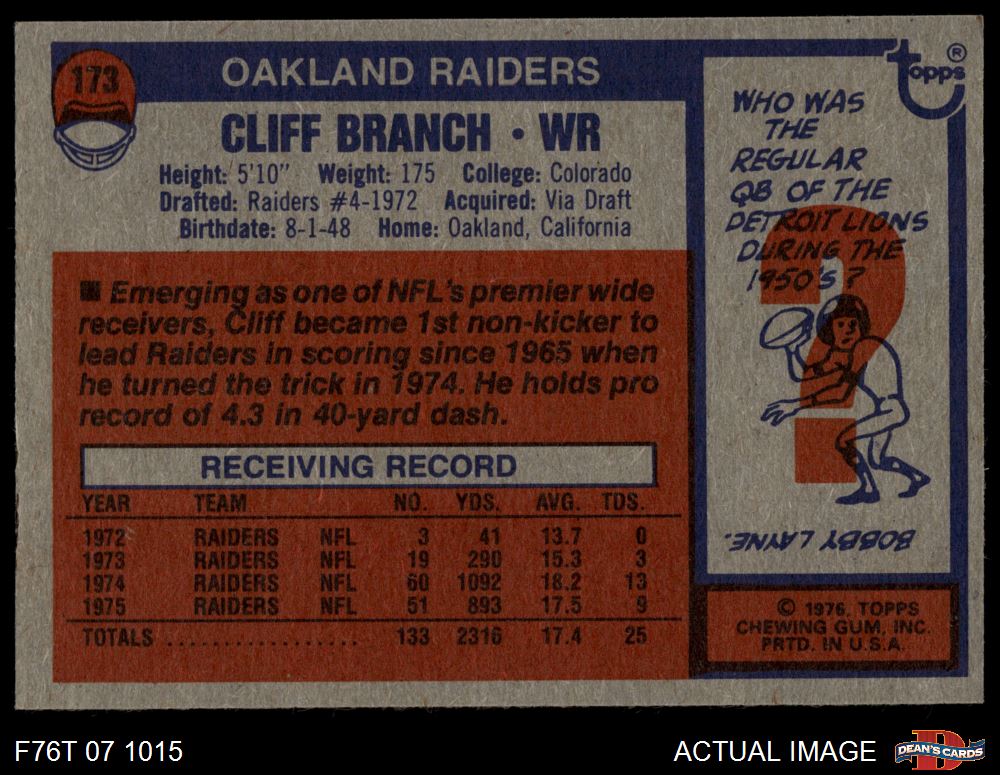 173
OAKLAND RAIDERS
CLIFF BRANCH • WR
Height: 5'10" Weight: 175 College: Colorado
Drafted: Raiders #4-1972 Acquired: Via Draft
Birthdate: 8-1-48 Home: Oakland, California
■ Emerging as one of NFL's premier wide
receivers, Cliff became 1st non-kicker to
lead Raiders in scoring since 1965 when
he turned the trick in 1974. He holds pro
record of 4.3 in 40-yard dash.
RECEIVING RECORD
YEAR TEAM NO. YDS. AVG. TDS.
1972 RAIDERS NFL 3 41 13.7 0
1973 RAIDERS NFL 19 290 15.3 3
1974 RAIDERS NFL 60 1092 18.2 13
1975 RAIDERS NFL 51 893 17.5 9
TOTALS .................. 133 2316 17.4 25
topps®
WHO WAS
THE
REGULAR
QB OF THE
DETROIT LIONS
DURING THE
1950'S?
?
BOBBY LAYNE.
© 1976, TOPPS
CHEWING GUM, INC.
PRTD. IN U.S.A.
F76T 07 1015
ACTUAL IMAGE
D
DEAN'S CARDS